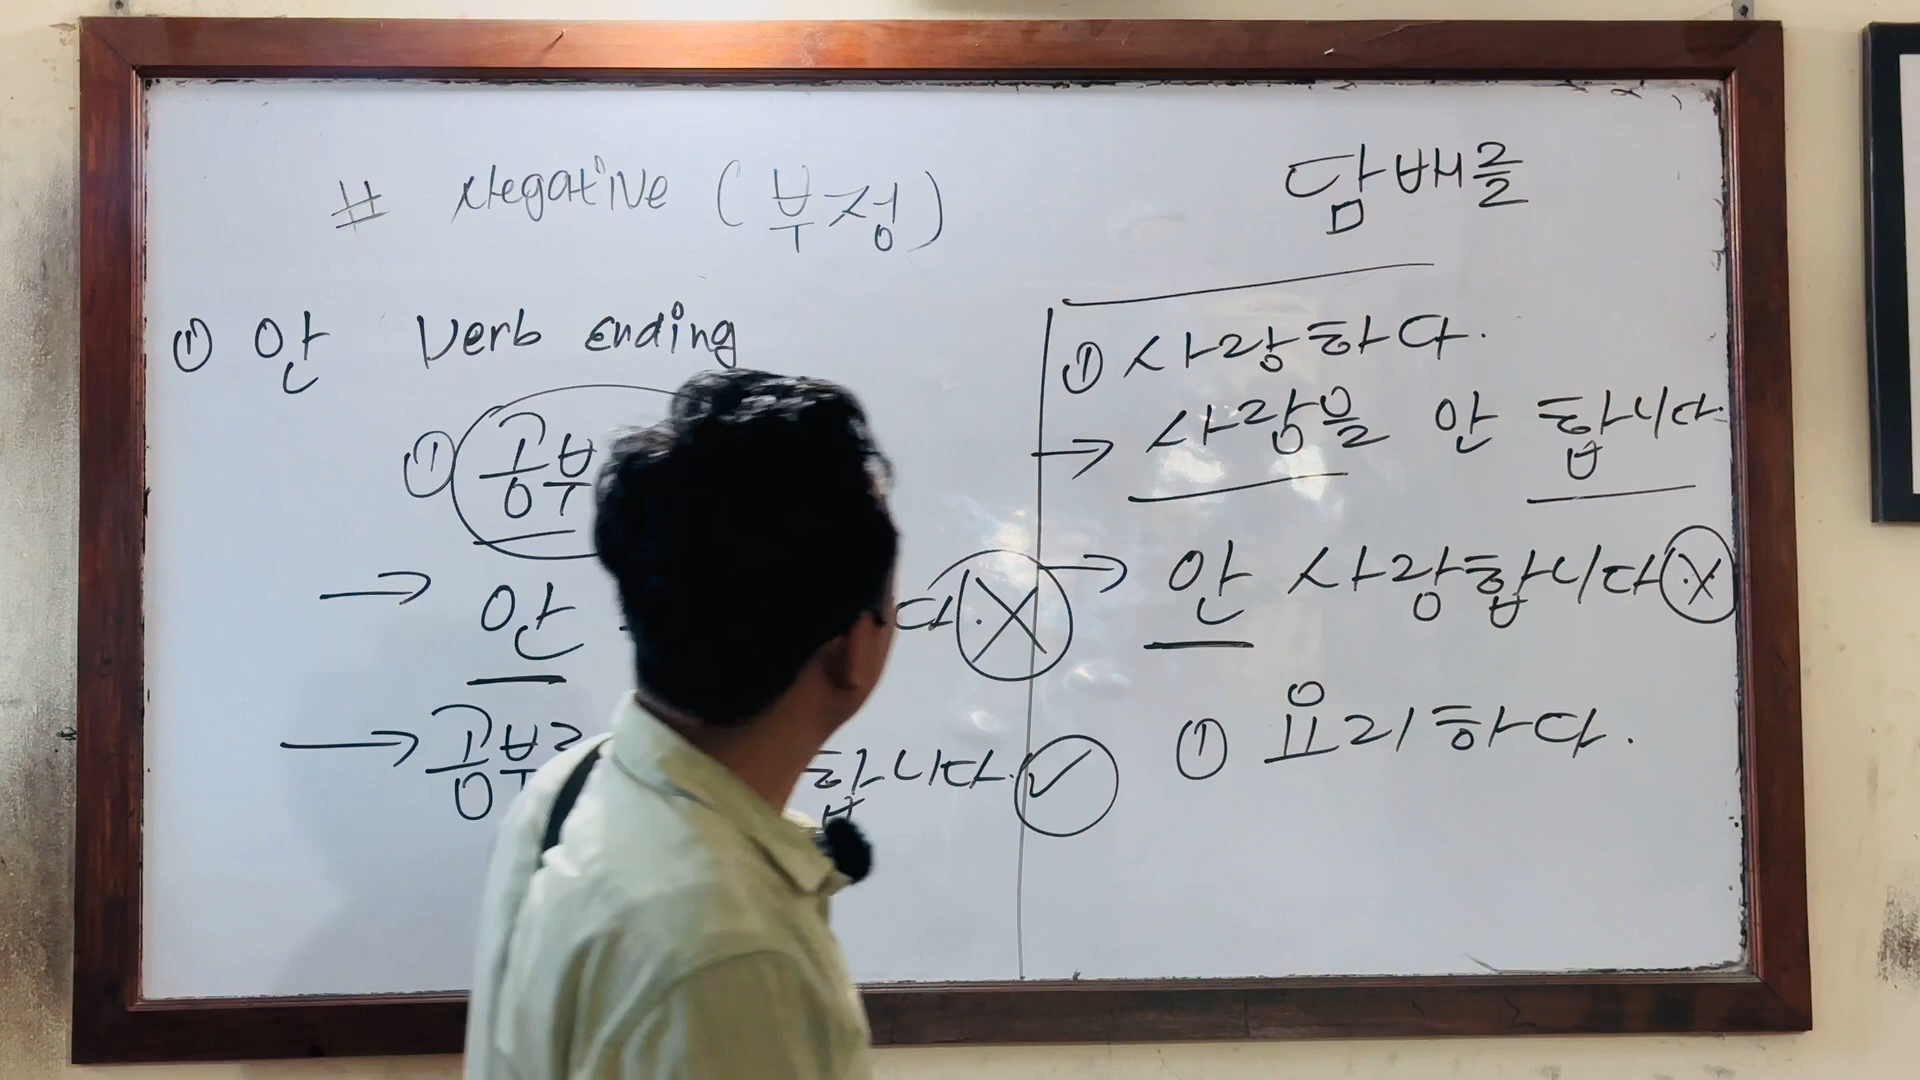 # Negative (부정)
① 안 Verb ending
① 공부
→ 안 다. X
→ 공부 합니다. ✓
담배를
① 사랑하다.
→ 사랑을 안 합니다.
→ 안 사랑합니다. X
① 요리하다.